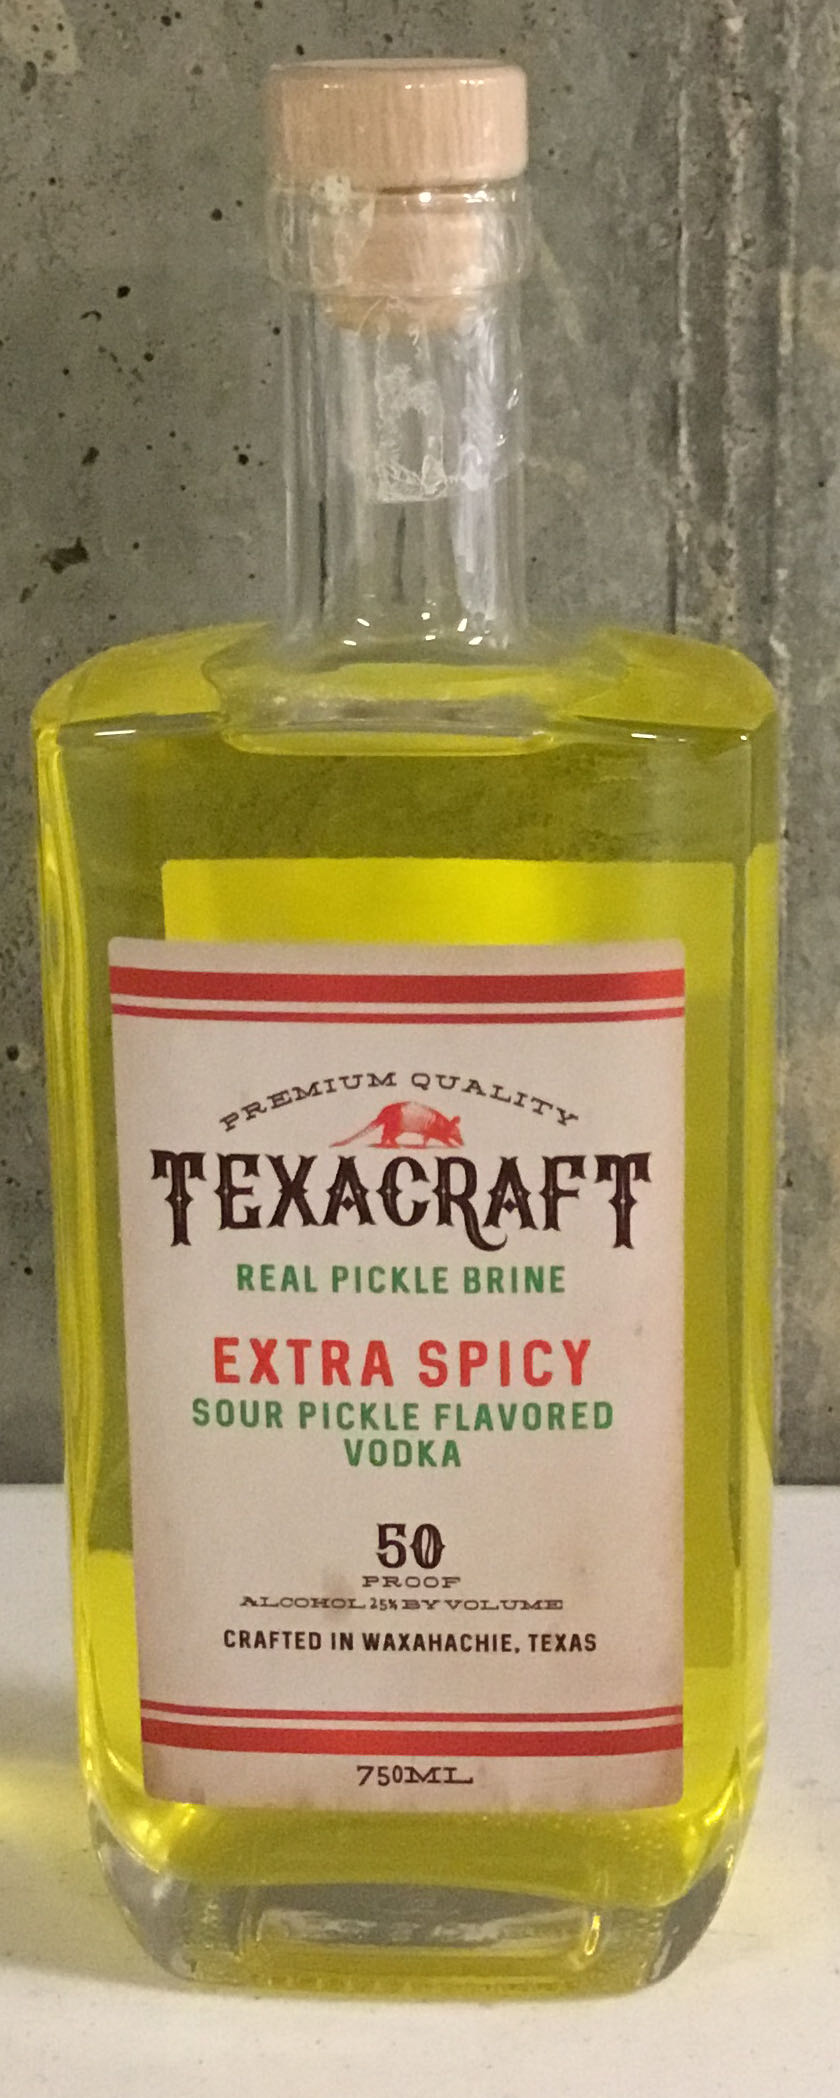 PREMIUM QUALITY
TEXACRAFT
REAL PICKLE BRINE
EXTRA SPICY
SOUR PICKLE FLAVORED
VODKA
50
PROOF
ALCOHOL 25% BY VOLUME
CRAFTED IN WAXAHACHIE, TEXAS
750ML